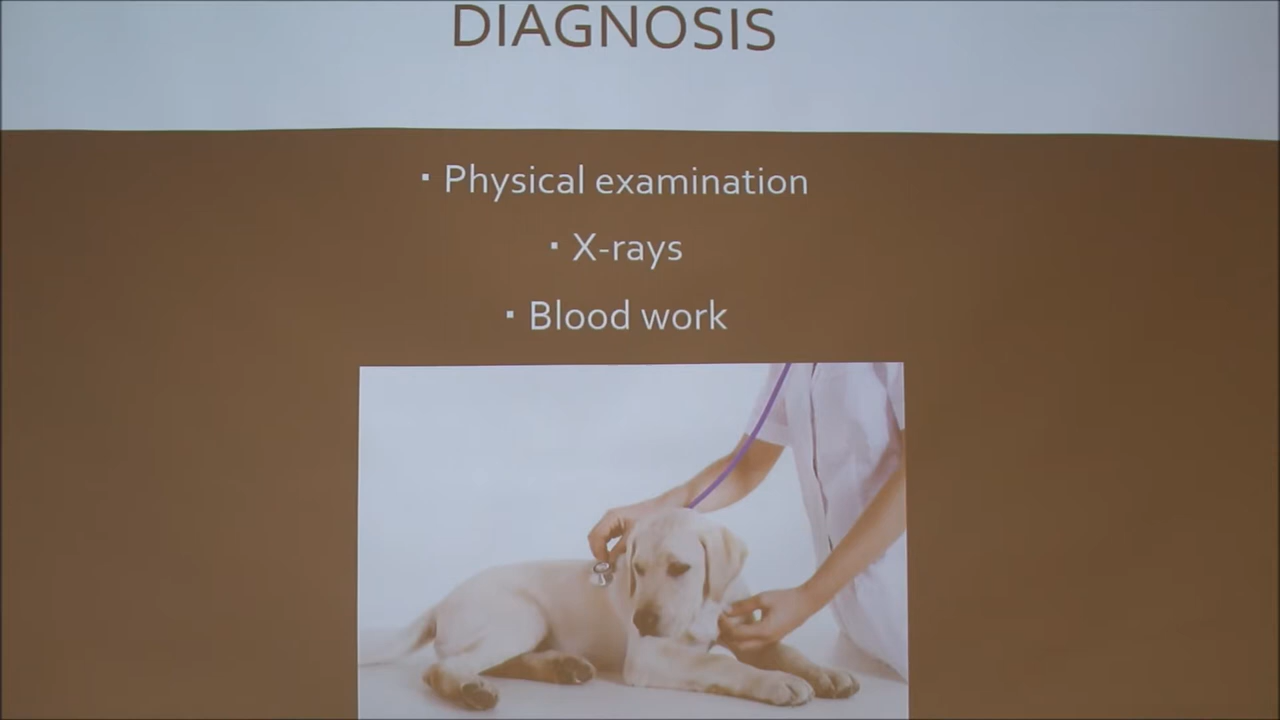 DIAGNOSIS
▪ Physical examination
▪ X-rays
▪ Blood work